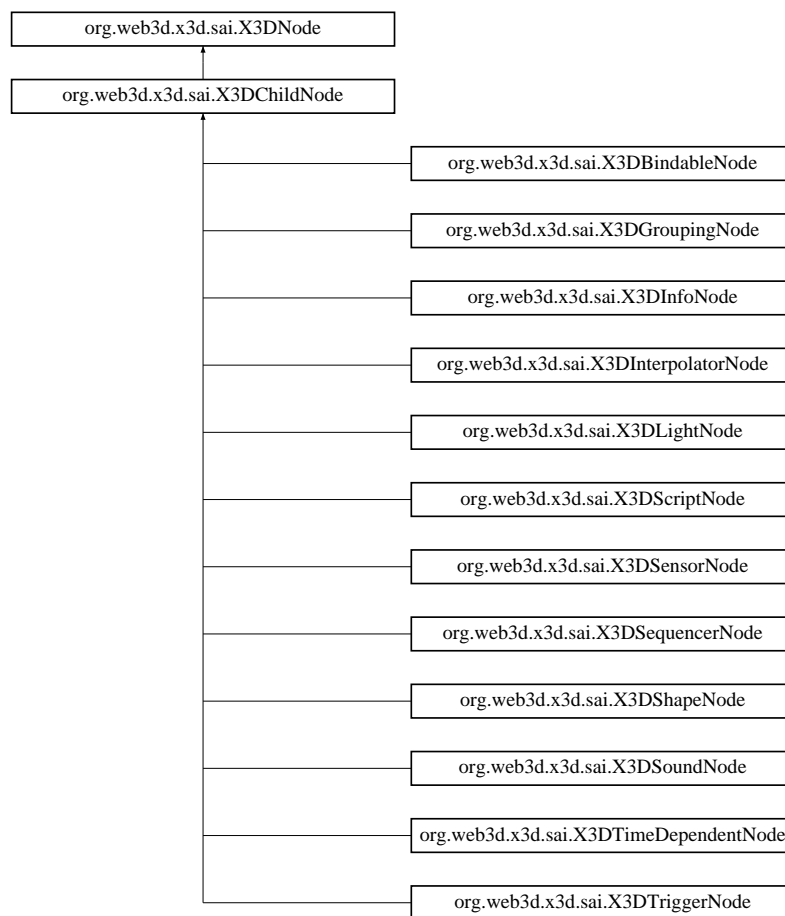 org.web3d.x3d.sai.X3DNode
org.web3d.x3d.sai.X3DChildNode
org.web3d.x3d.sai.X3DBindableNode
org.web3d.x3d.sai.X3DGroupingNode
org.web3d.x3d.sai.X3DInfoNode
org.web3d.x3d.sai.X3DInterpolatorNode
org.web3d.x3d.sai.X3DLightNode
org.web3d.x3d.sai.X3DScriptNode
org.web3d.x3d.sai.X3DSensorNode
org.web3d.x3d.sai.X3DSequencerNode
org.web3d.x3d.sai.X3DShapeNode
org.web3d.x3d.sai.X3DSoundNode
org.web3d.x3d.sai.X3DTimeDependentNode
org.web3d.x3d.sai.X3DTriggerNode